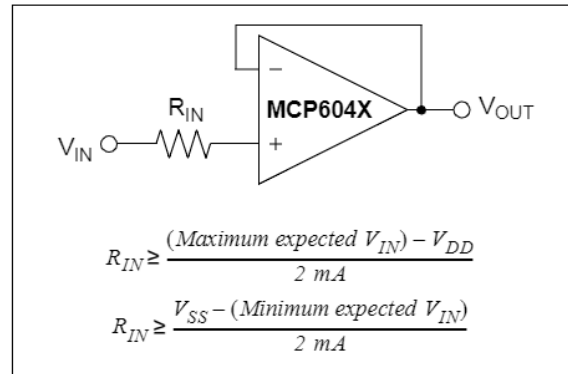 −
R_IN
MCP604X
V_OUT
V_IN
+
R_IN ≥ (Maximum expected V_IN) – V_DD
2 mA
R_IN ≥ V_SS – (Minimum expected V_IN)
2 mA